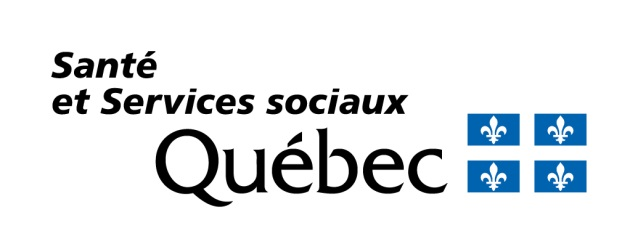 Santé
et Services sociaux
Québec